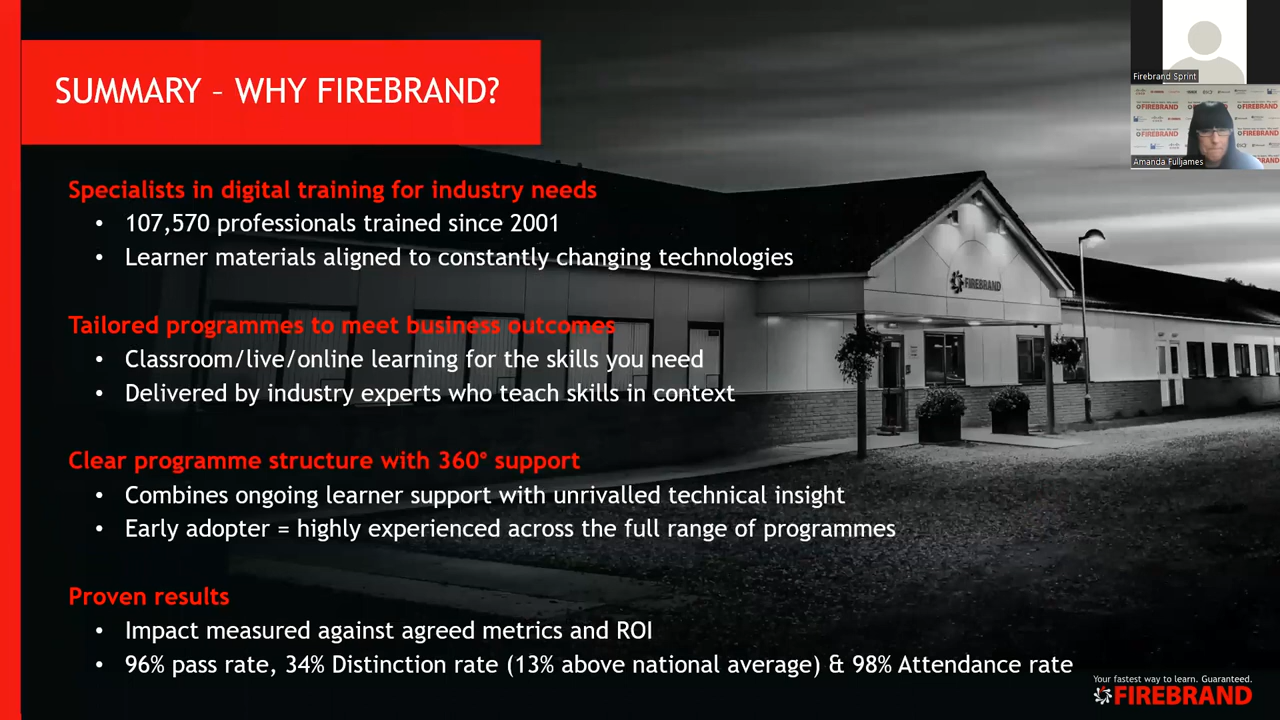 SUMMARY – WHY FIREBRAND?
Specialists in digital training for industry needs
• 107,570 professionals trained since 2001
• Learner materials aligned to constantly changing technologies
Tailored programmes to meet business outcomes
• Classroom/live/online learning for the skills you need
• Delivered by industry experts who teach skills in context
Clear programme structure with 360° support
• Combines ongoing learner support with unrivalled technical insight
• Early adopter = highly experienced across the full range of programmes
Proven results
• Impact measured against agreed metrics and ROI
• 96% pass rate, 34% Distinction rate (13% above national average) & 98% Attendance rate
FIREBRAND
Your fastest way to learn. Guaranteed.
FIREBRAND
Firebrand Sprint
FIREBRAND
FIREBRAND
FIREBRAND
Amanda Fulljames